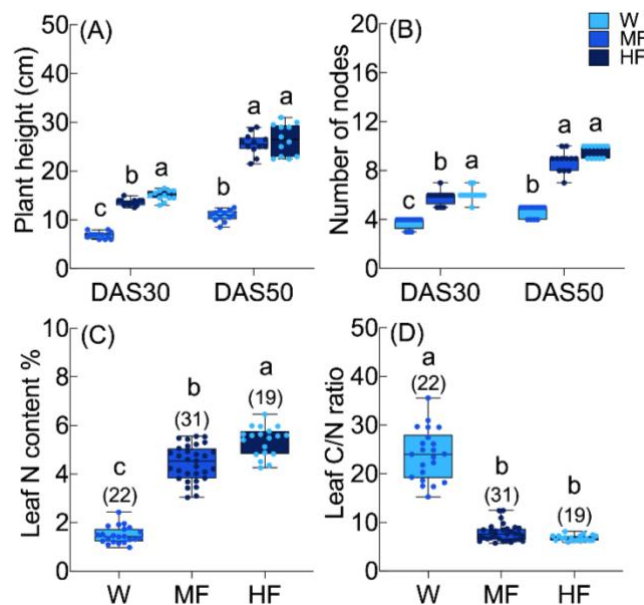 (A)
Plant height (cm)
50
40
30
20
10
0
c
b
a
b
a
a
DAS30
DAS50
(B)
W
MF
HF
Number of nodes
20
16
12
8
4
0
c
b
a
b
a
a
DAS30
DAS50
(C)
Leaf N content %
8
6
4
2
0
c
(22)
b
(31)
a
(19)
W
MF
HF
(D)
Leaf C/N ratio
50
40
30
20
10
0
a
(22)
b
(31)
b
(19)
W
MF
HF